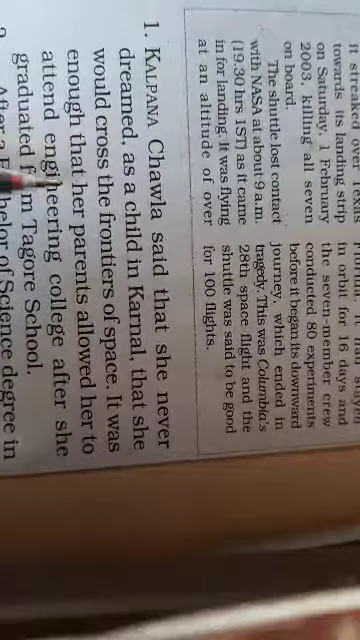 it streaked over
towards its landing strip
on Saturday, 1 February
2003, killing all seven
on board.
The shuttle lost contact
with NASA at about 9 a.m.
(19.30 hrs IST) as it came
in for landing. It was flying
at an altitude of over
in orbit for 16 days and
the seven-member crew
conducted 80 experiments
before it began its downward
journey, which ended in
tragedy. This was Columbia's
28th space flight and the
shuttle was said to be good
for 100 flights.
1. KALPANA Chawla said that she never
dreamed, as a child in Karnal, that she
would cross the frontiers of space. It was
enough that her parents allowed her to
attend engineering college after she
graduated from Tagore School.
After a Bachelor of Science degree in